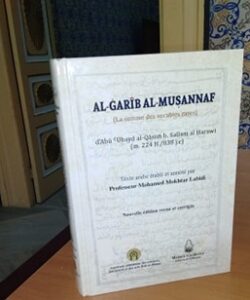 AL-GARĪB AL-MUṢANNAF
(La somme des vocables rares)
d'Abū ʿUbayd al-Qāsim b. Sallām al Harawī
(m. 224 H./838 J-c)
Texte arabe établi et annoté par
Professeur Mohamed Mokhtar Labidi
Nouvelle édition revue et corrigée